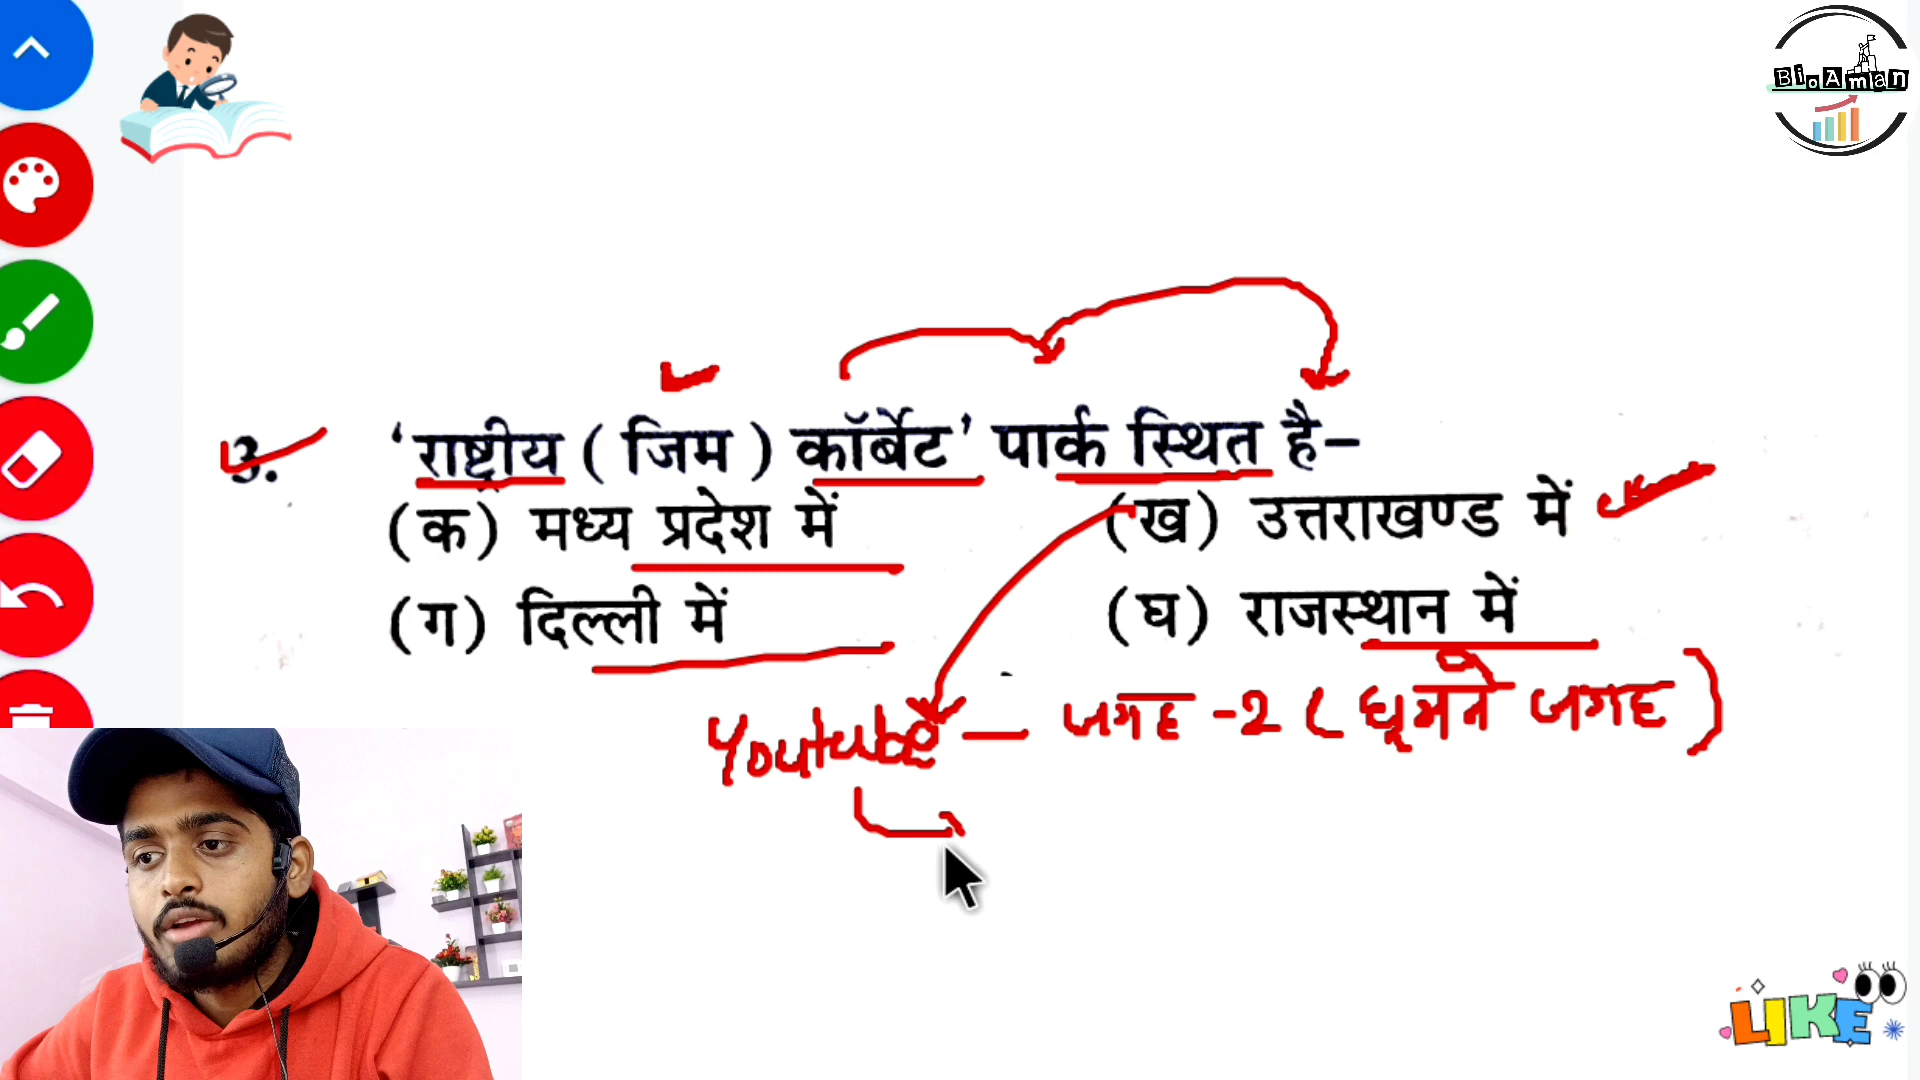 BioAman
3. 'राष्ट्रीय ( जिम ) कॉर्बेट' पार्क स्थित है–
(क) मध्य प्रदेश में (ख) उत्तराखण्ड में
(ग) दिल्ली में (घ) राजस्थान में
Youtube — जगह -2 ( घूमने जगह )
LIKE